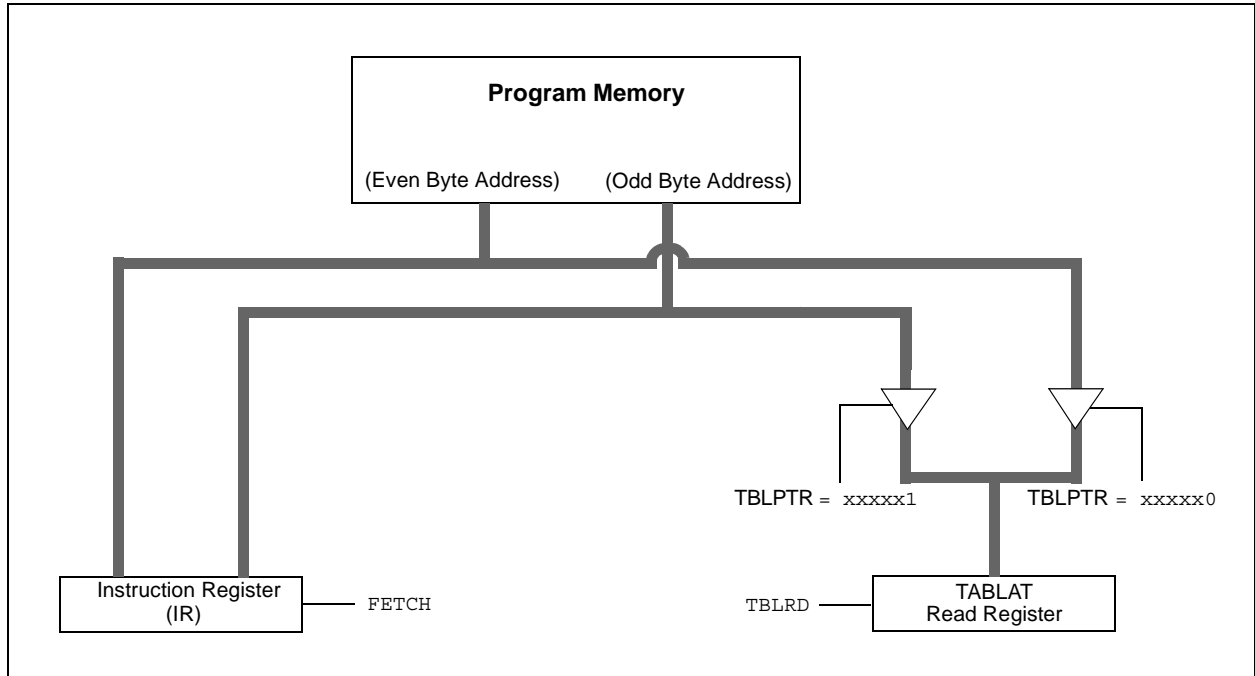 Program Memory
(Even Byte Address) (Odd Byte Address)
TBLPTR = xxxxx1 TBLPTR = xxxxx0
Instruction Register
(IR)
FETCH
TBLRD
TABLAT
Read Register